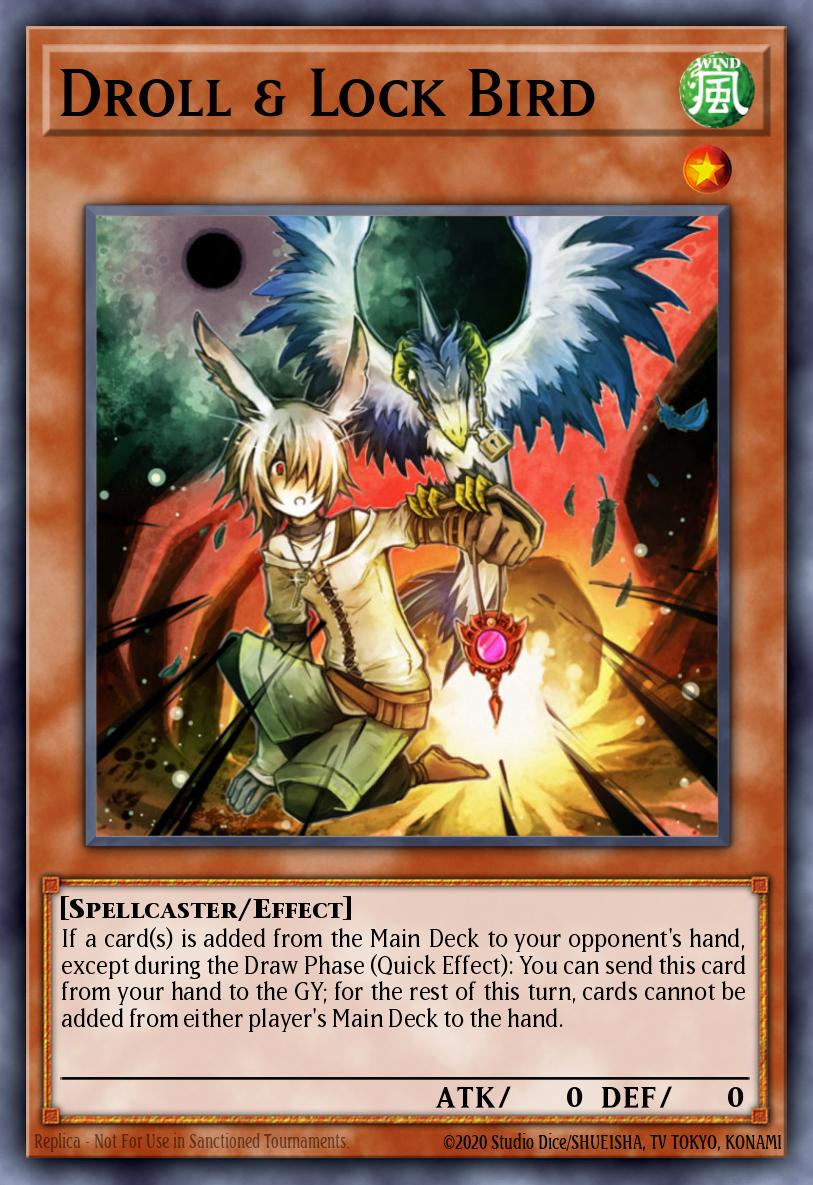 Droll & Lock Bird
WIND
風
[Spellcaster/Effect]
If a card(s) is added from the Main Deck to your opponent's hand,
except during the Draw Phase (Quick Effect): You can send this card
from your hand to the GY; for the rest of this turn, cards cannot be
added from either player's Main Deck to the hand.
ATK/ 0 DEF/ 0
Replica - Not For Use in Sanctioned Tournaments.
©2020 Studio Dice/SHUEISHA, TV TOKYO, KONAMI